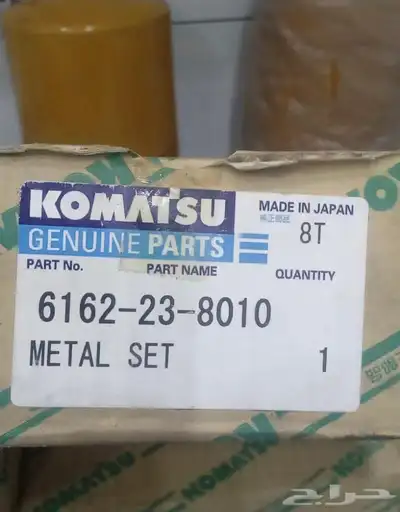 KOMATSU
MADE IN JAPAN
GENUINE PARTS
8T
PART No. PART NAME QUANTITY
6162-23-8010
METAL SET 1
KOMATSU
حراج